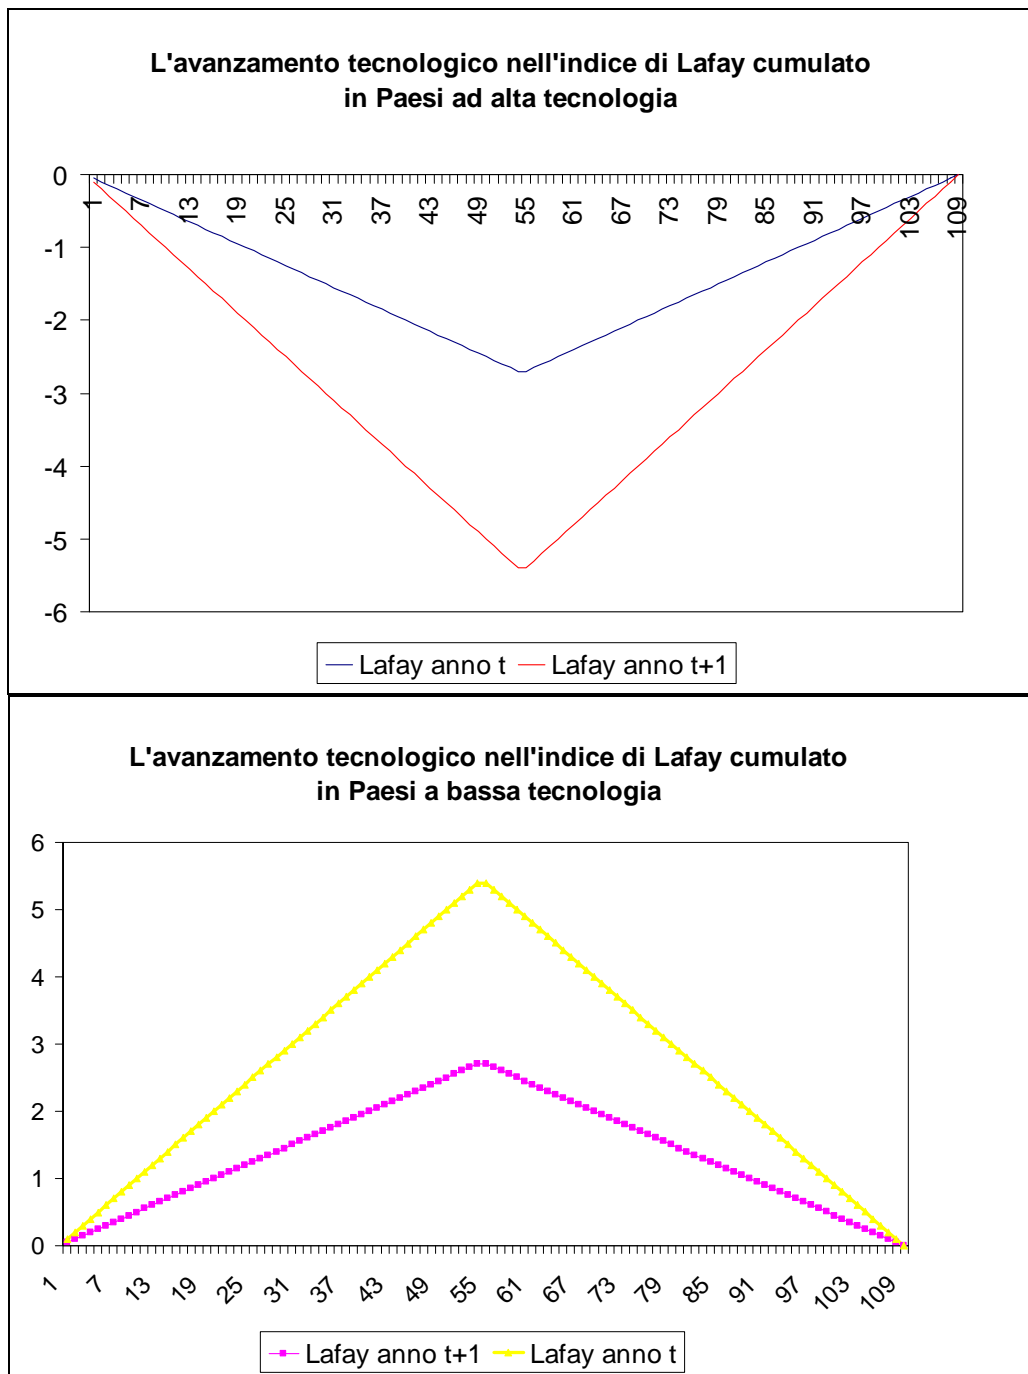 L'avanzamento tecnologico nell'indice di Lafay cumulato
in Paesi ad alta tecnologia
0
-1
-2
-3
-4
-5
-6
1 7 13 19 25 31 37 43 49 55 61 67 73 79 85 91 97 103 109
Lafay anno t Lafay anno t+1
L'avanzamento tecnologico nell'indice di Lafay cumulato
in Paesi a bassa tecnologia
6
5
4
3
2
1
0
1 7 13 19 25 31 37 43 49 55 61 67 73 79 85 91 97 103 109
Lafay anno t+1 Lafay anno t